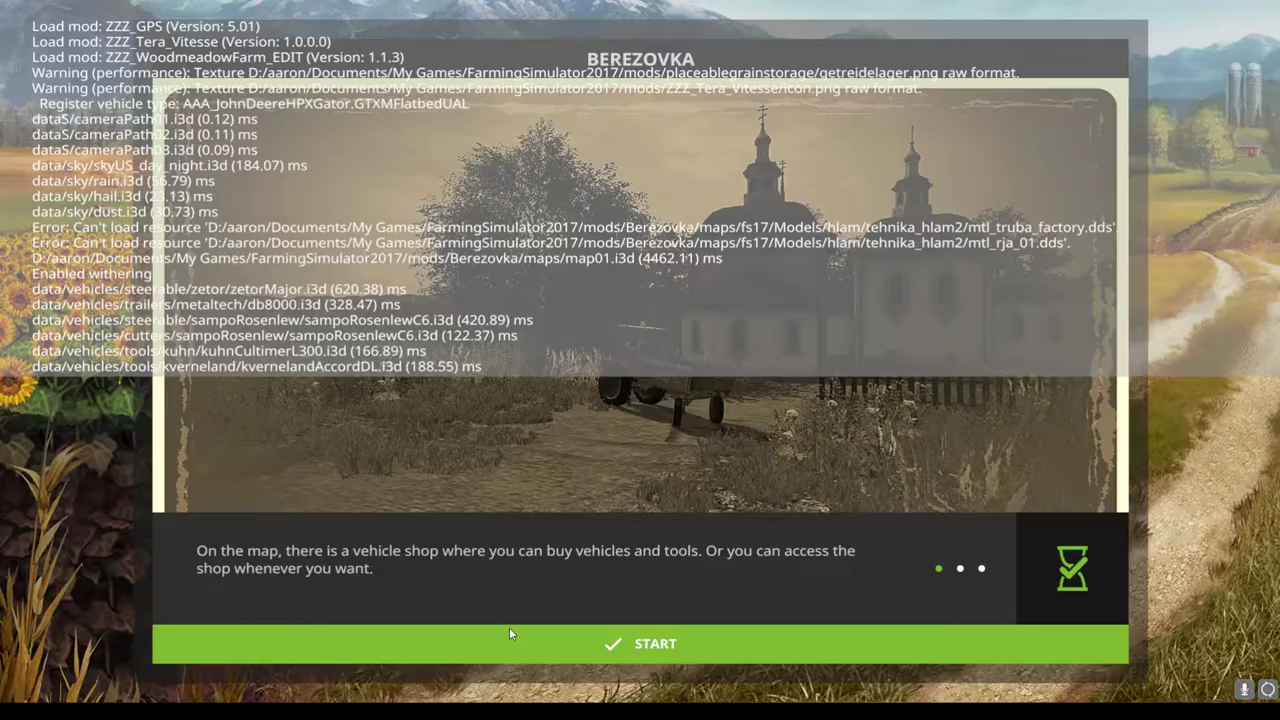 Load mod: ZZZ_GPS (Version: 5.01)
Load mod: ZZZ_Tera_Vitesse (Version: 1.0.0.0)
Load mod: ZZZ_WoodmeadowFarm_EDIT (Version: 1.1.3)
BEREZOVKA
Warning (performance): Texture D:/aaron/Documents/My Games/FarmingSimulator2017/mods/placeablegrainstorage/getreidelager.png raw format.
Warning (performance): Texture D:/aaron/Documents/My Games/FarmingSimulator2017/mods/ZZZ_Tera_Vitesse/icon.png raw format.
Register vehicle type: AAA_JohnDeereHPXGator.GTXMFlatbedUAL
dataS/cameraPath01.i3d (0.12) ms
dataS/cameraPath02.i3d (0.11) ms
dataS/cameraPath03.i3d (0.09) ms
data/sky/skyUS_day_night.i3d (184.07) ms
data/sky/rain.i3d (56.79) ms
data/sky/hail.i3d (23.13) ms
data/sky/dust.i3d (30.73) ms
Error: Can't load resource 'D:/aaron/Documents/My Games/FarmingSimulator2017/mods/Berezovka/maps/fs17/Models/hlam/tehnika_hlam2/mtl_truba_factory.dds'.
Error: Can't load resource 'D:/aaron/Documents/My Games/FarmingSimulator2017/mods/Berezovka/maps/fs17/Models/hlam/tehnika_hlam2/mtl_rja_01.dds'.
D:/aaron/Documents/My Games/FarmingSimulator2017/mods/Berezovka/maps/map01.i3d (4462.11) ms
Enabled withering
data/vehicles/steerable/zetor/zetorMajor.i3d (620.38) ms
data/vehicles/trailers/metaltech/db8000.i3d (328.47) ms
data/vehicles/steerable/sampoRosenlew/sampoRosenlewC6.i3d (420.89) ms
data/vehicles/cutters/sampoRosenlew/sampoRosenlewC6.i3d (122.37) ms
data/vehicles/tools/kuhn/kuhnCultimerL300.i3d (166.89) ms
data/vehicles/tools/kverneland/kvernelandAccordDL.i3d (188.55) ms
On the map, there is a vehicle shop where you can buy vehicles and tools. Or you can access the
shop whenever you want.
START